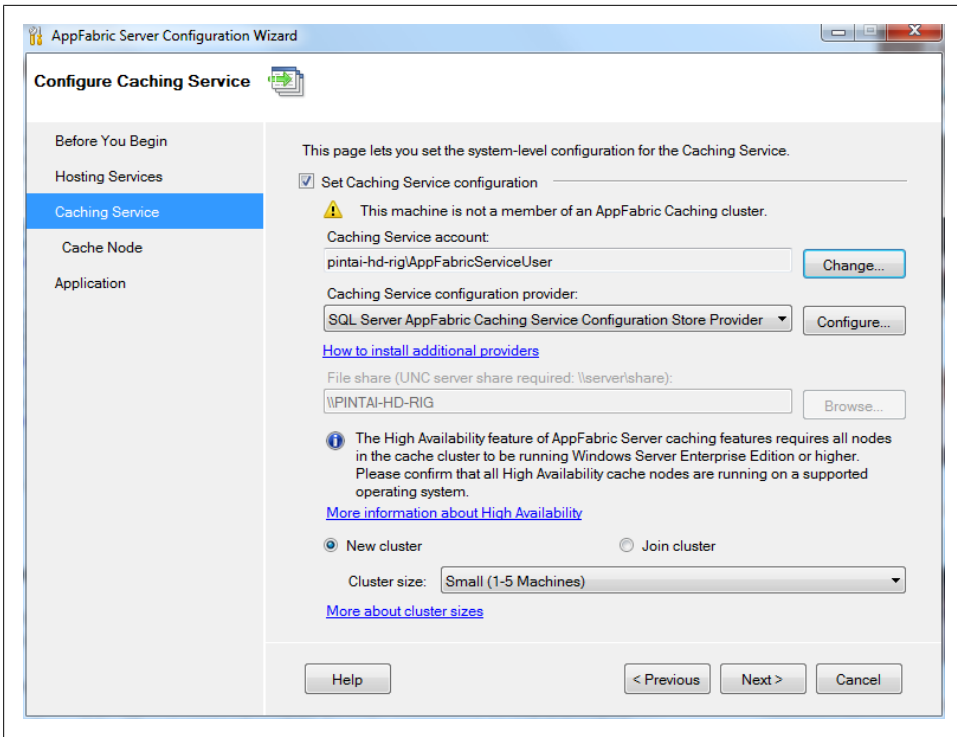 AppFabric Server Configuration Wizard
Configure Caching Service
Before You Begin
Hosting Services
Caching Service
Cache Node
Application
This page lets you set the system-level configuration for the Caching Service.
Set Caching Service configuration
This machine is not a member of an AppFabric Caching cluster.
Caching Service account:
pintai-hd-rig\AppFabricServiceUser
Change...
Caching Service configuration provider:
SQL Server AppFabric Caching Service Configuration Store Provider
Configure...
How to install additional providers
File share (UNC server share required: \\server\share):
\\PINTAI-HD-RIG
Browse...
The High Availability feature of AppFabric Server caching features requires all nodes
in the cache cluster to be running Windows Server Enterprise Edition or higher.
Please confirm that all High Availability cache nodes are running on a supported
operating system.
More information about High Availability
New cluster
Join cluster
Cluster size:
Small (1-5 Machines)
More about cluster sizes
Help
< Previous
Next >
Cancel